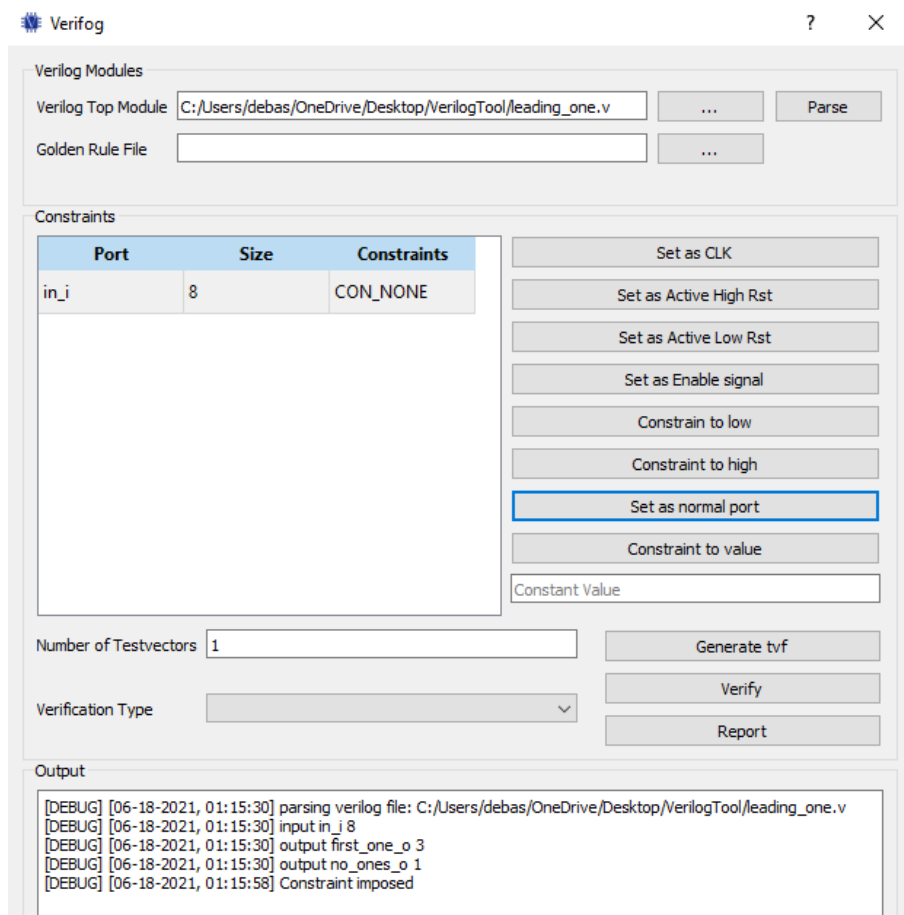 Verifog ?
Verilog Modules
Verilog Top Module C:/Users/debas/OneDrive/Desktop/VerilogTool/leading_one.v ... Parse
Golden Rule File ...
Constraints
Port Size Constraints Set as CLK
in_i 8 CON_NONE Set as Active High Rst
Set as Active Low Rst
Set as Enable signal
Constrain to low
Constraint to high
Set as normal port
Constraint to value
Constant Value
Number of Testvectors 1 Generate tvf
Verify
Verification Type
Report
Output
[DEBUG] [06-18-2021, 01:15:30] parsing verilog file: C:/Users/debas/OneDrive/Desktop/VerilogTool/leading_one.v
[DEBUG] [06-18-2021, 01:15:30] input in_i 8
[DEBUG] [06-18-2021, 01:15:30] output first_one_o 3
[DEBUG] [06-18-2021, 01:15:30] output no_ones_o 1
[DEBUG] [06-18-2021, 01:15:58] Constraint imposed